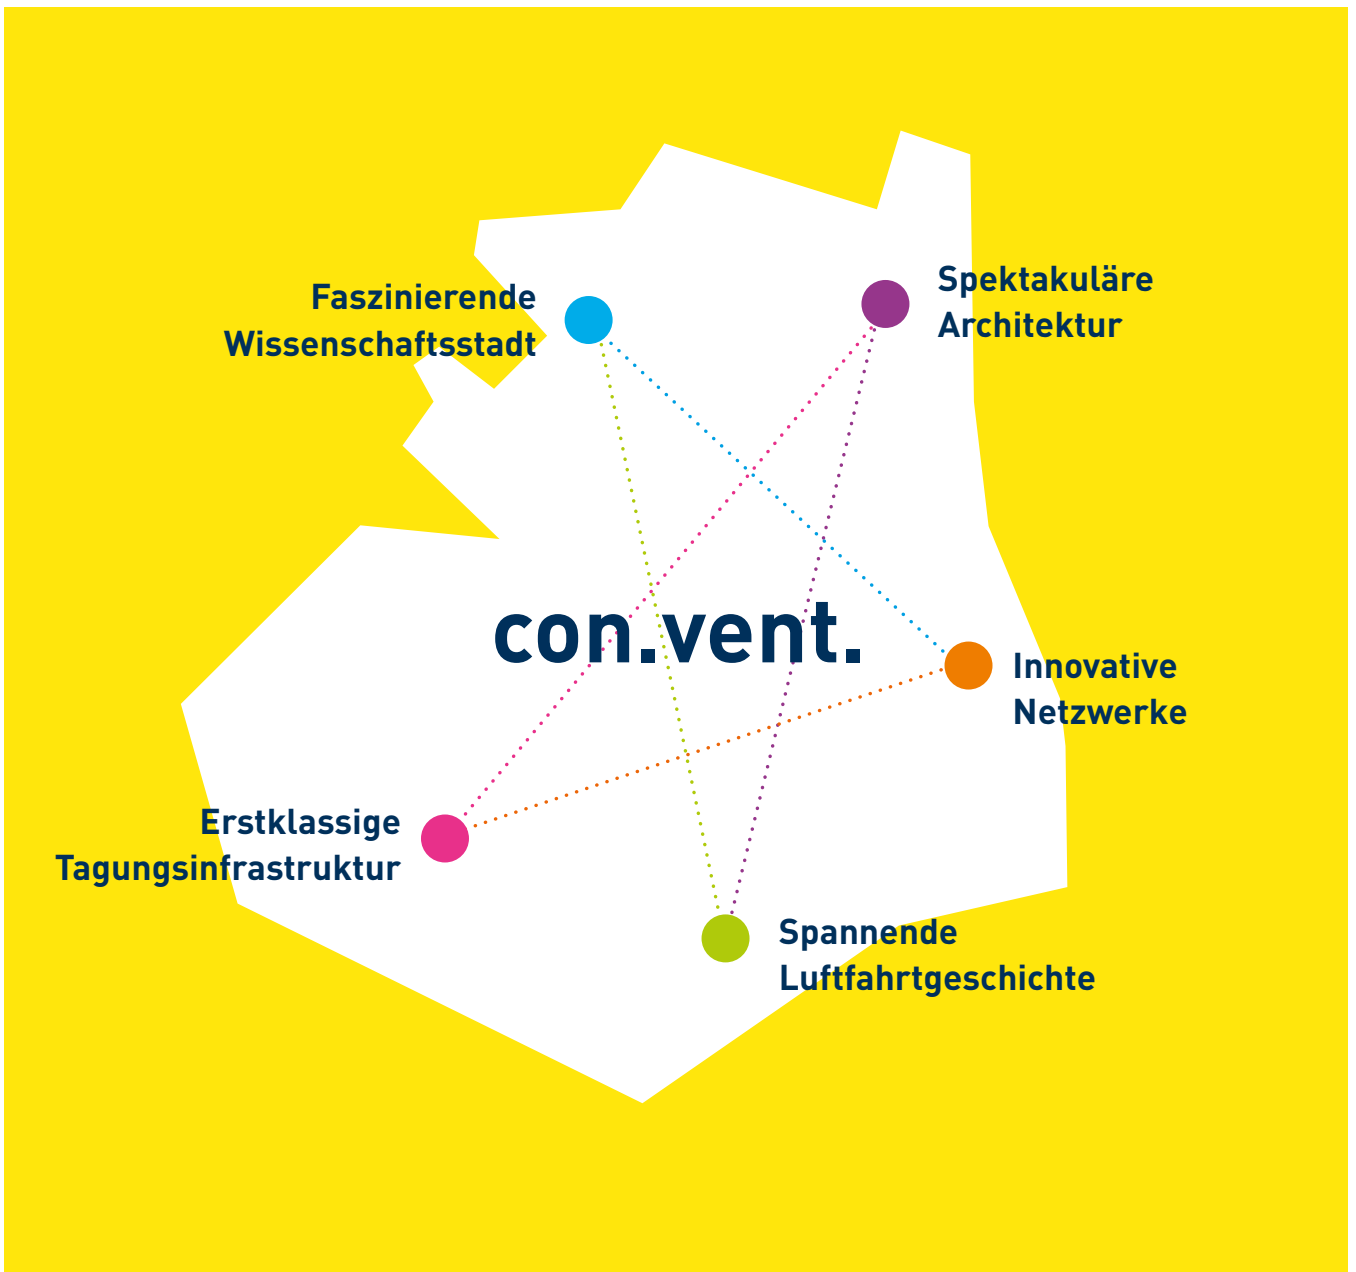 Faszinierende
Wissenschaftsstadt
Spektakuläre
Architektur
con.vent.
Innovative
Netzwerke
Erstklassige
Tagungsinfrastruktur
Spannende
Luftfahrtgeschichte